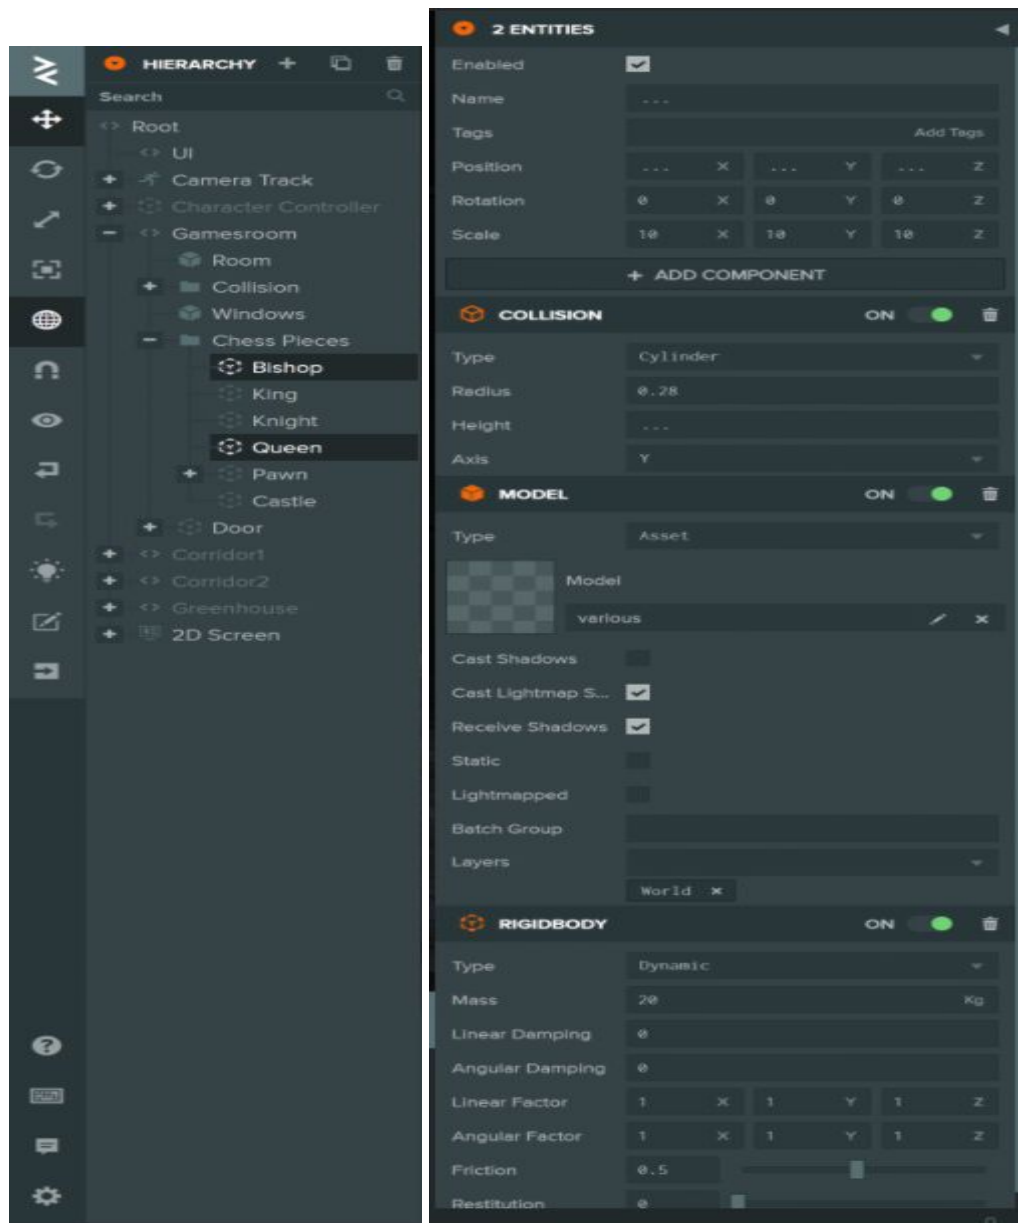 HIERARCHY
Search
Root
UI
Camera Track
Character Controller
Gamesroom
Room
Collision
Windows
Chess Pieces
Bishop
King
Knight
Queen
Pawn
Castle
Door
Corridor1
Corridor2
Greenhouse
2D Screen
2 ENTITIES
Enabled
Name ...
Tags Add Tags
Position ... X ... Y ... Z
Rotation 0 X 0 Y 0 Z
Scale 10 X 10 Y 10 Z
+ ADD COMPONENT
COLLISION ON
Type Cylinder
Radius 0.28
Height ...
Axis Y
MODEL ON
Type Asset
Model
various
Cast Shadows
Cast Lightmap S...
Receive Shadows
Static
Lightmapped
Batch Group
Layers
World ×
RIGIDBODY ON
Type Dynamic
Mass 20 Kg
Linear Damping 0
Angular Damping 0
Linear Factor 1 X 1 Y 1 Z
Angular Factor 1 X 1 Y 1 Z
Friction 0.5
Restitution 0